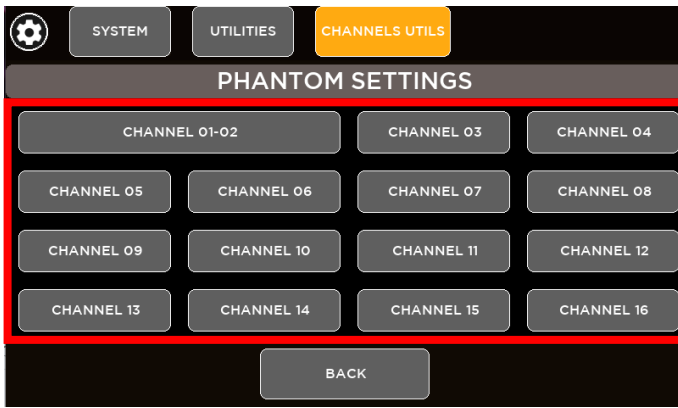 SYSTEM UTILITIES CHANNELS UTILS
PHANTOM SETTINGS
CHANNEL 01-02 CHANNEL 03 CHANNEL 04
CHANNEL 05 CHANNEL 06 CHANNEL 07 CHANNEL 08
CHANNEL 09 CHANNEL 10 CHANNEL 11 CHANNEL 12
CHANNEL 13 CHANNEL 14 CHANNEL 15 CHANNEL 16
BACK